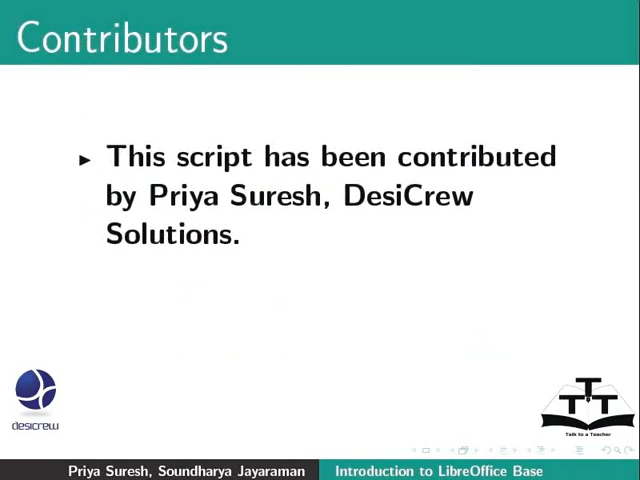 Contributors
This script has been contributed
by Priya Suresh, DesiCrew
Solutions.
desicrew
T
T T
Talk to a Teacher
Priya Suresh, Soundharya Jayaraman
Introduction to LibreOffice Base